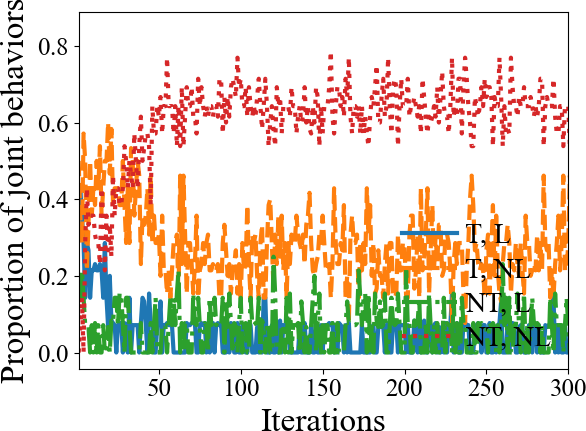 Proportion of joint behaviors
0.8
0.6
0.4
0.2
0.0
T, L
T, NL
NT, L
NT, NL
50
100
150
200
250
300
Iterations